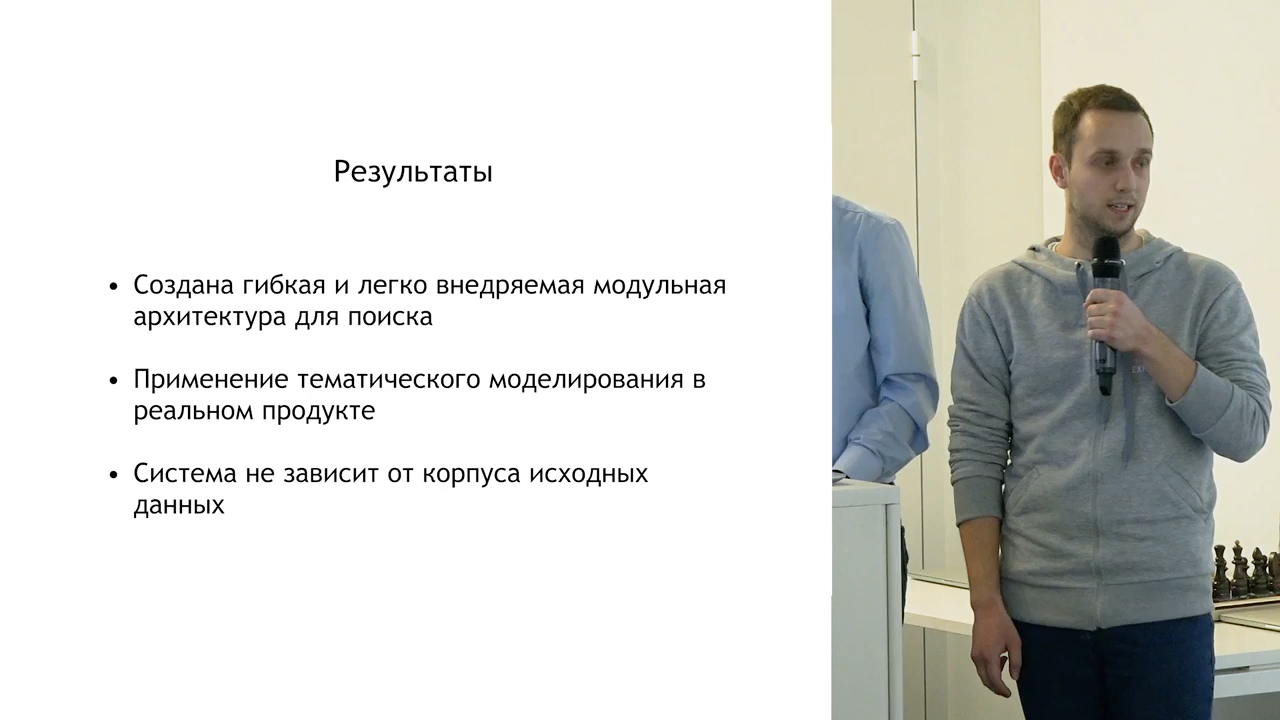 Результаты
• Создана гибкая и легко внедряемая модульная
архитектура для поиска
• Применение тематического моделирования в
реальном продукте
• Система не зависит от корпуса исходных
данных